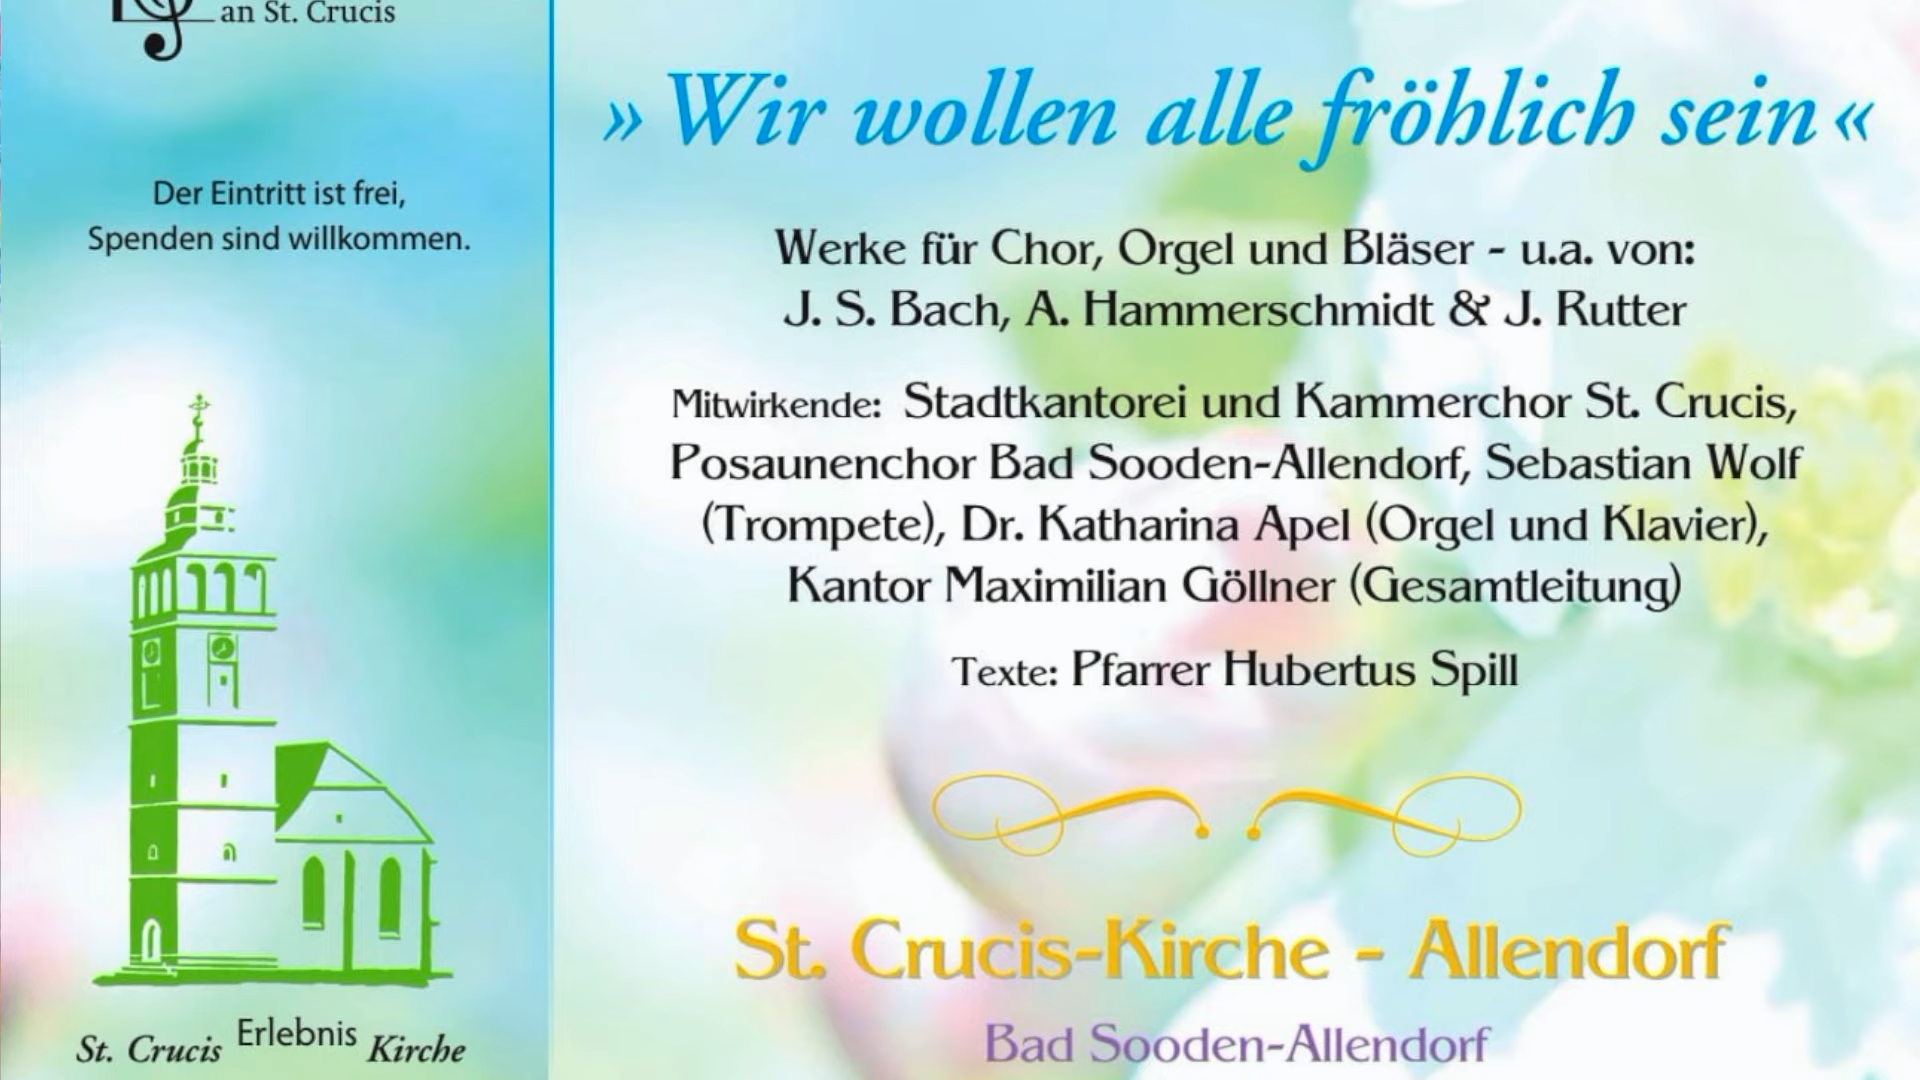 an St. Crucis
Der Eintritt ist frei,
Spenden sind willkommen.
St. Crucis Erlebnis Kirche
» Wir wollen alle fröhlich sein «
Werke für Chor, Orgel und Bläser - u.a. von:
J. S. Bach, A. Hammerschmidt & J. Rutter
Mitwirkende: Stadtkantorei und Kammerchor St. Crucis,
Posaunenchor Bad Sooden-Allendorf, Sebastian Wolf
(Trompete), Dr. Katharina Apel (Orgel und Klavier),
Kantor Maximilian Göllner (Gesamtleitung)
Texte: Pfarrer Hubertus Spill
St. Crucis-Kirche - Allendorf
Bad Sooden-Allendorf